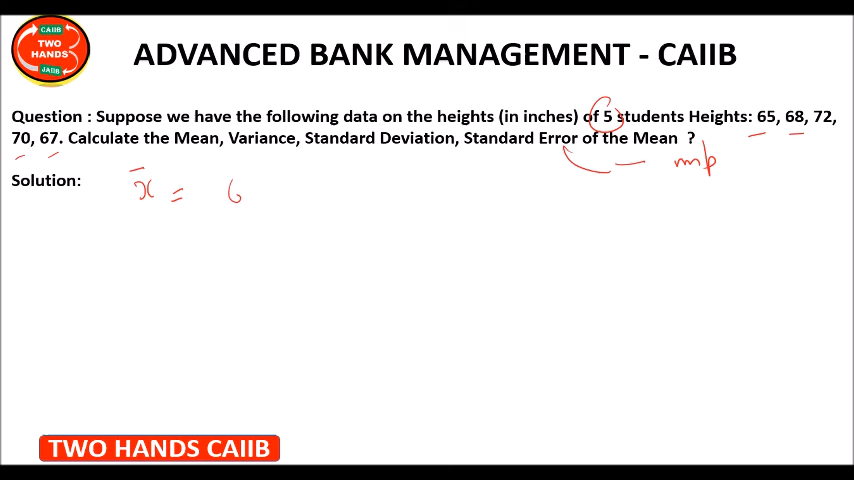 CAIIB
TWO
HANDS
JAIIB
ADVANCED BANK MANAGEMENT - CAIIB
Question : Suppose we have the following data on the heights (in inches) of 5 students Heights: 65, 68, 72,
70, 67. Calculate the Mean, Variance, Standard Deviation, Standard Error of the Mean ?
mp
Solution:
x̄ = 6
TWO HANDS CAIIB